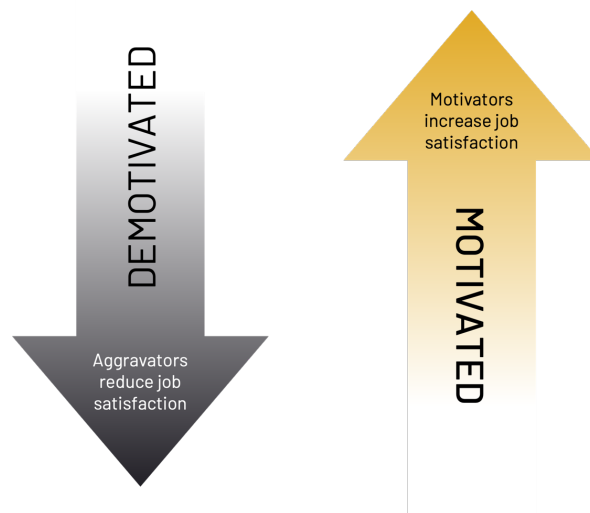 DEMOTIVATED
Aggravators
reduce job
satisfaction
Motivators
increase job
satisfaction
MOTIVATED